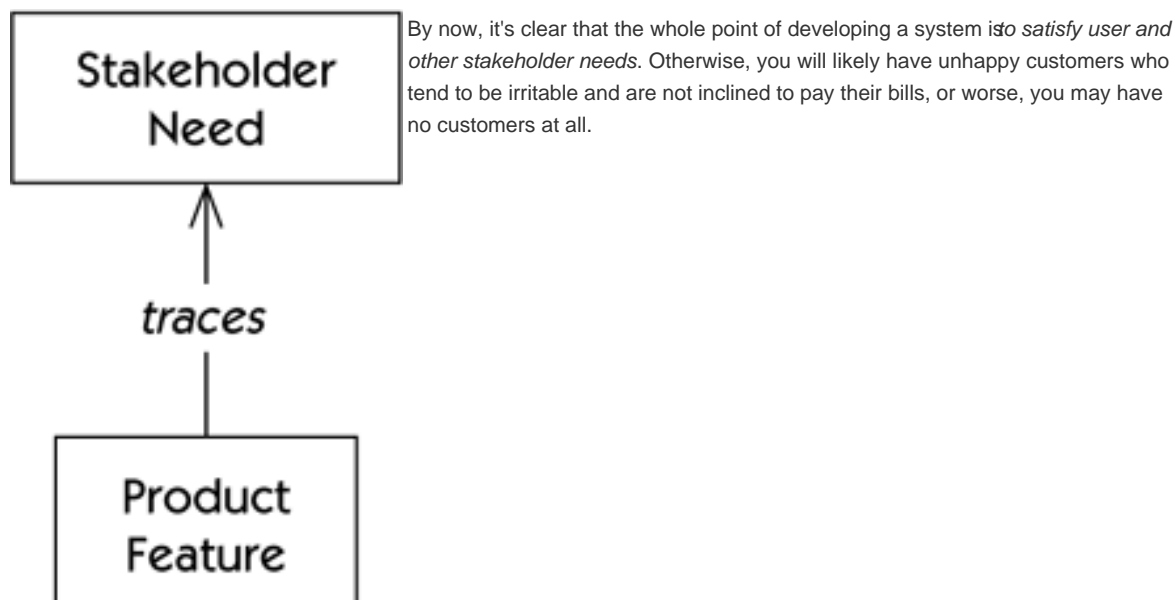 Stakeholder
Need
By now, it's clear that the whole point of developing a system is to satisfy user and
other stakeholder needs. Otherwise, you will likely have unhappy customers who
tend to be irritable and are not inclined to pay their bills, or worse, you may have
no customers at all.
traces
Product
Feature